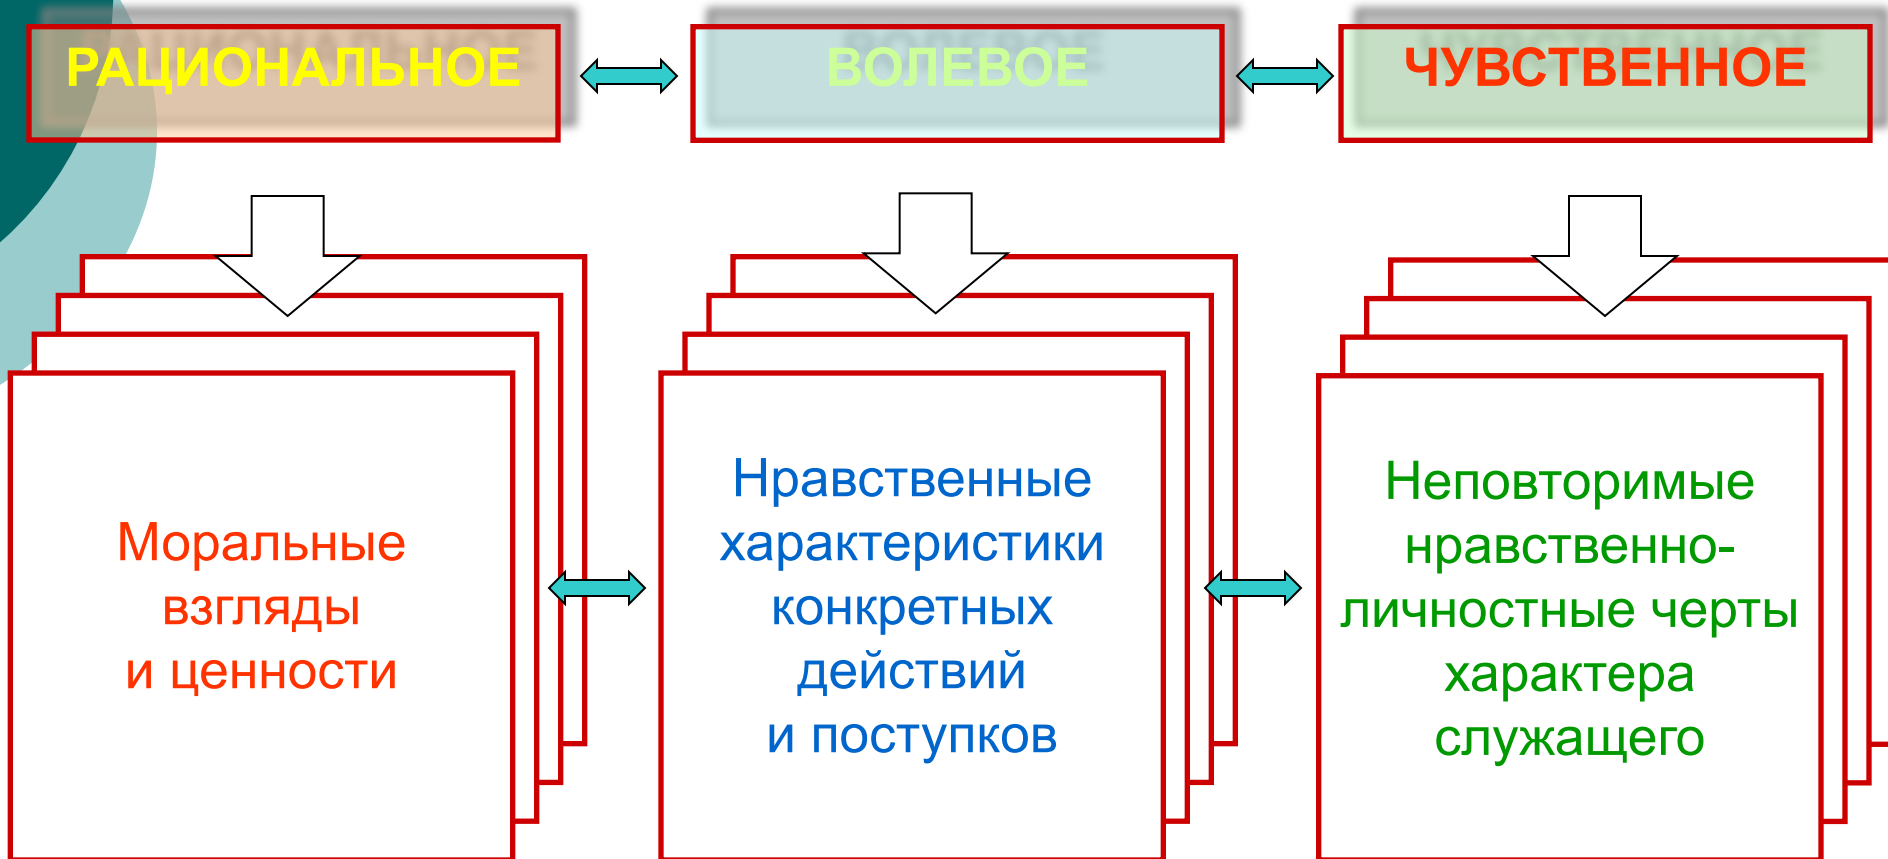 РАЦИОНАЛЬНОЕ
ВОЛЕВОЕ
ЧУВСТВЕННОЕ
Моральные
взгляды
и ценности
Нравственные
характеристики
конкретных
действий
и поступков
Неповторимые
нравственно-
личностные черты
характера
служащего